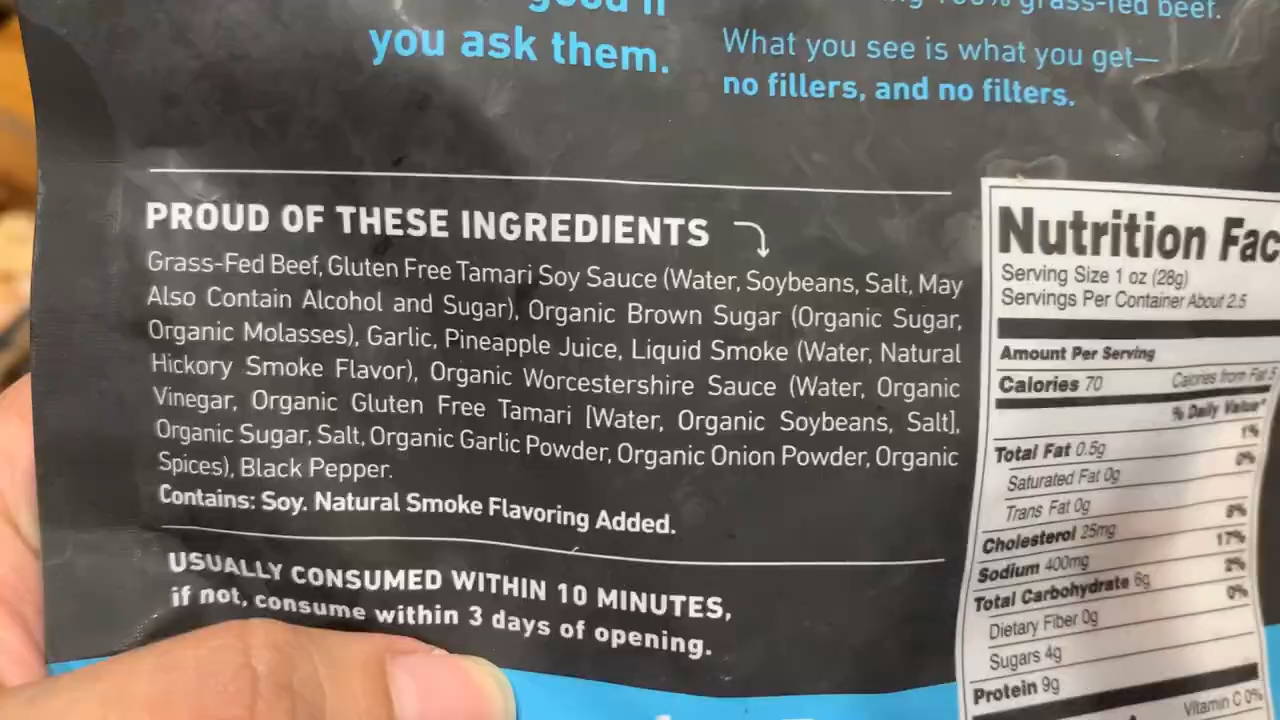 you ask them.
grass-fed beef.
What you see is what you get—
no fillers, and no filters.
PROUD OF THESE INGREDIENTS
Grass-Fed Beef, Gluten Free Tamari Soy Sauce (Water, Soybeans, Salt, May
Also Contain Alcohol and Sugar), Organic Brown Sugar (Organic Sugar,
Organic Molasses), Garlic, Pineapple Juice, Liquid Smoke (Water, Natural
Hickory Smoke Flavor), Organic Worcestershire Sauce (Water, Organic
Vinegar, Organic Gluten Free Tamari [Water, Organic Soybeans, Salt],
Organic Sugar, Salt, Organic Garlic Powder, Organic Onion Powder, Organic
Spices), Black Pepper.
Contains: Soy. Natural Smoke Flavoring Added.
USUALLY CONSUMED WITHIN 10 MINUTES,
if not, consume within 3 days of opening.
Nutrition Fac
Serving Size 1 oz (28g)
Servings Per Container About 2.5
Amount Per Serving
Calories 70 Calories from Fat 5
% Daily Value*
Total Fat 0.5g 1%
Saturated Fat 0g 0%
Trans Fat 0g
Cholesterol 25mg 8%
Sodium 400mg 17%
Total Carbohydrate 6g 2%
Dietary Fiber 0g 0%
Sugars 4g
Protein 9g
Vitamin C 0%